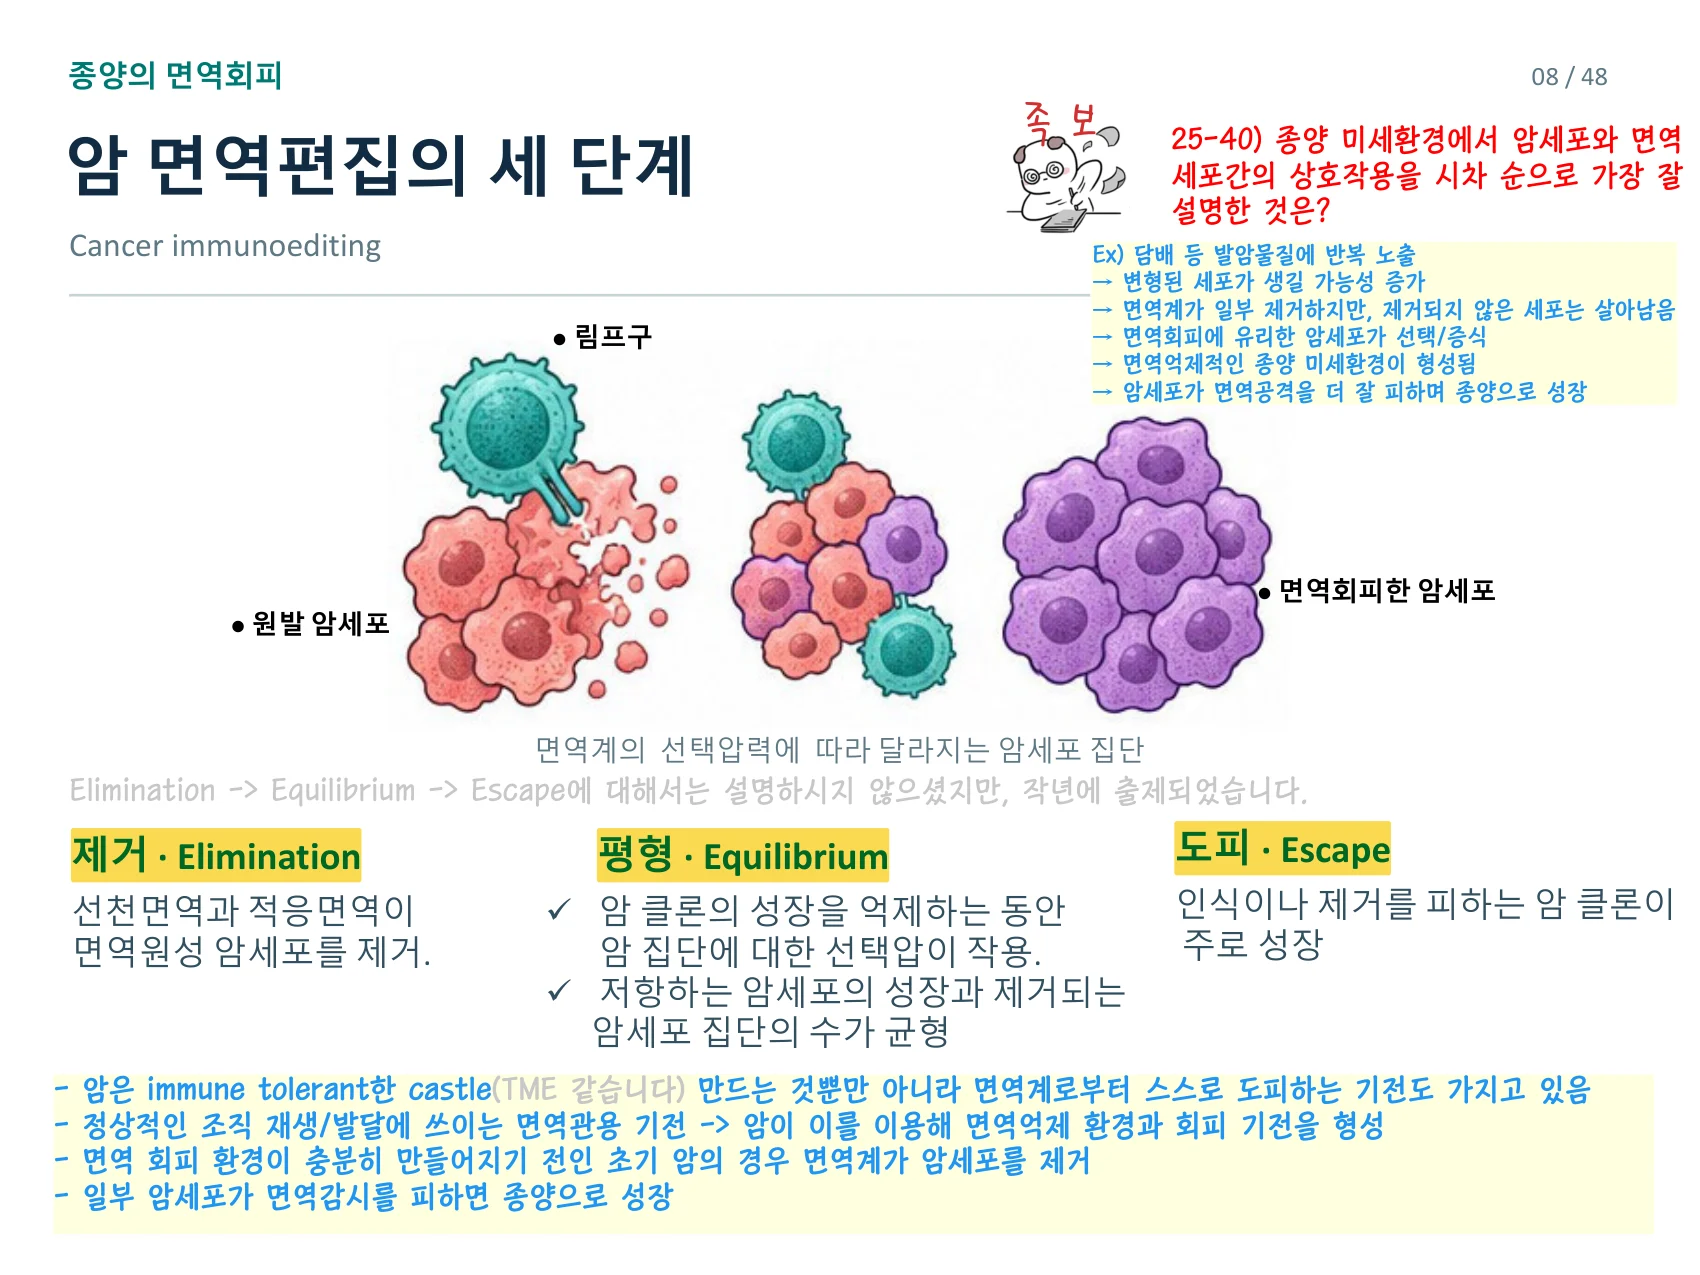 종양의 면역회피
08 / 48
암 면역편집의 세 단계
Cancer immunoediting
족 보
25-40) 종양 미세환경에서 암세포와 면역
세포간의 상호작용을 시차 순으로 가장 잘
설명한 것은?
Ex) 담배 등 발암물질에 반복 노출
→ 변형된 세포가 생길 가능성 증가
→ 면역계가 일부 제거하지만, 제거되지 않은 세포는 살아남음
→ 면역회피에 유리한 암세포가 선택/증식
→ 면역억제적인 종양 미세환경이 형성됨
→ 암세포가 면역공격을 더 잘 피하며 종양으로 성장
● 림프구
● 원발 암세포
● 면역회피한 암세포
면역계의 선택압력에 따라 달라지는 암세포 집단
Elimination -> Equilibrium -> Escape에 대해서는 설명하시지 않으셨지만, 작년에 출제되었습니다.
제거 · Elimination
선천면역과 적응면역이
면역원성 암세포를 제거.
평형 · Equilibrium
✓ 암 클론의 성장을 억제하는 동안
암 집단에 대한 선택압이 작용.
✓ 저항하는 암세포의 성장과 제거되는
암세포 집단의 수가 균형
도피 · Escape
인식이나 제거를 피하는 암 클론이
주로 성장
- 암은 immune tolerant한 castle(TME 같습니다) 만드는 것뿐만 아니라 면역계로부터 스스로 도피하는 기전도 가지고 있음
- 정상적인 조직 재생/발달에 쓰이는 면역관용 기전 -> 암이 이를 이용해 면역억제 환경과 회피 기전을 형성
- 면역 회피 환경이 충분히 만들어지기 전인 초기 암의 경우 면역계가 암세포를 제거
- 일부 암세포가 면역감시를 피하면 종양으로 성장